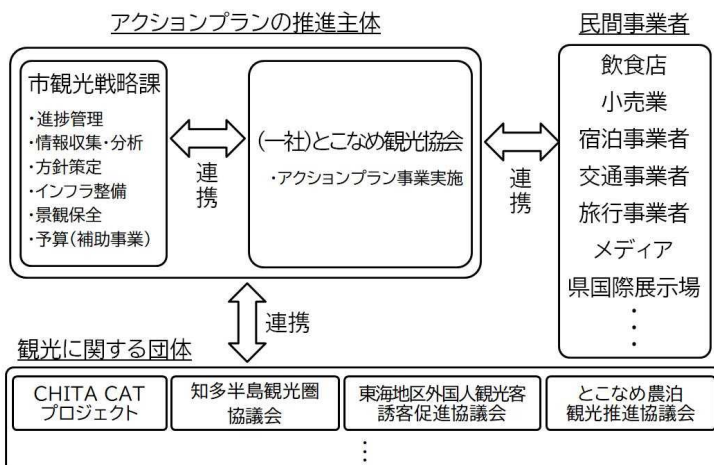 アクションプランの推進主体
民間事業者
市観光戦略課
・進捗管理
・情報収集・分析
・方針策定
・インフラ整備
・景観保全
・予算(補助事業)
連
携
(一社)とこなめ観光協会
・アクションプラン事業実施
連
携
飲食店
小売業
宿泊事業者
交通事業者
旅行事業者
メディア
県国際展示場
・
・
・
連携
観光に関する団体
CHITA CAT
プロジェクト
知多半島観光圏
協議会
東海地区外国人観光客
誘客促進協議会
とこなめ農泊
観光推進協議会
⋮